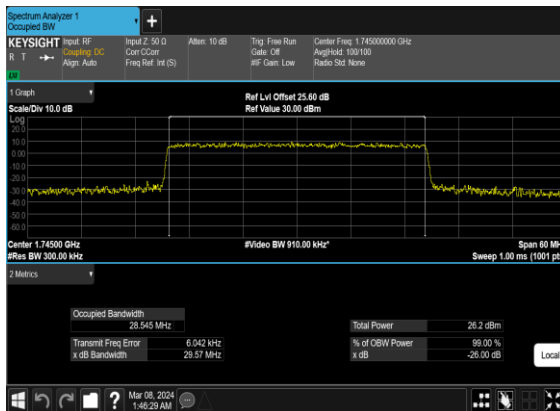 Spectrum Analyzer 1
Occupied BW
KEYSIGHT
R T
LXI
Input: RF
Coupling: DC
Align: Auto
Input Z: 50 Ω
Corr CCorr
Freq Ref: Int (S)
Atten: 10 dB
Trig: Free Run
Gate: Off
#IF Gain: Low
Center Freq: 1.745000000 GHz
Avg|Hold: 100/100
Radio Std: None
1 Graph
Scale/Div 10.0 dB
Ref Lvl Offset 25.60 dB
Ref Value 30.00 dBm
Log
20.0
10.0
0.00
-10.0
-20.0
-30.0
-40.0
-50.0
-60.0
Center 1.74500 GHz
#Res BW 300.00 kHz
#Video BW 910.00 kHz*
Span 60 MH
Sweep 1.00 ms (1001 pts
2 Metrics
Occupied Bandwidth
28.545 MHz
Transmit Freq Error 6.042 kHz
x dB Bandwidth 29.57 MHz
Total Power 26.2 dBm
% of OBW Power 99.00 %
x dB -26.00 dB
Local
?
Mar 08, 2024
1:46:29 AM